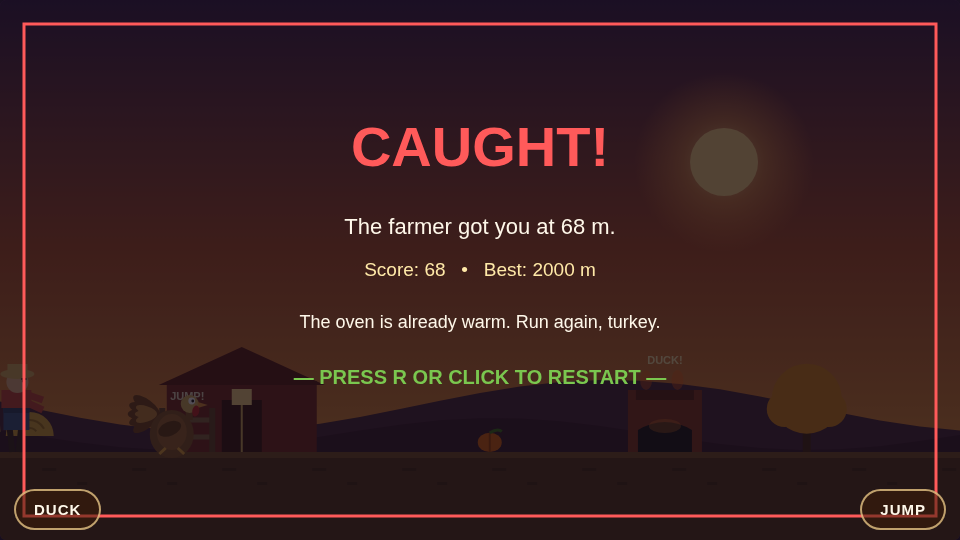 CAUGHT!
The farmer got you at 68 m.
Score: 68 • Best: 2000 m
The oven is already warm. Run again, turkey.
DUCK!
— PRESS R OR CLICK TO RESTART —
JUMP!
DUCK
JUMP